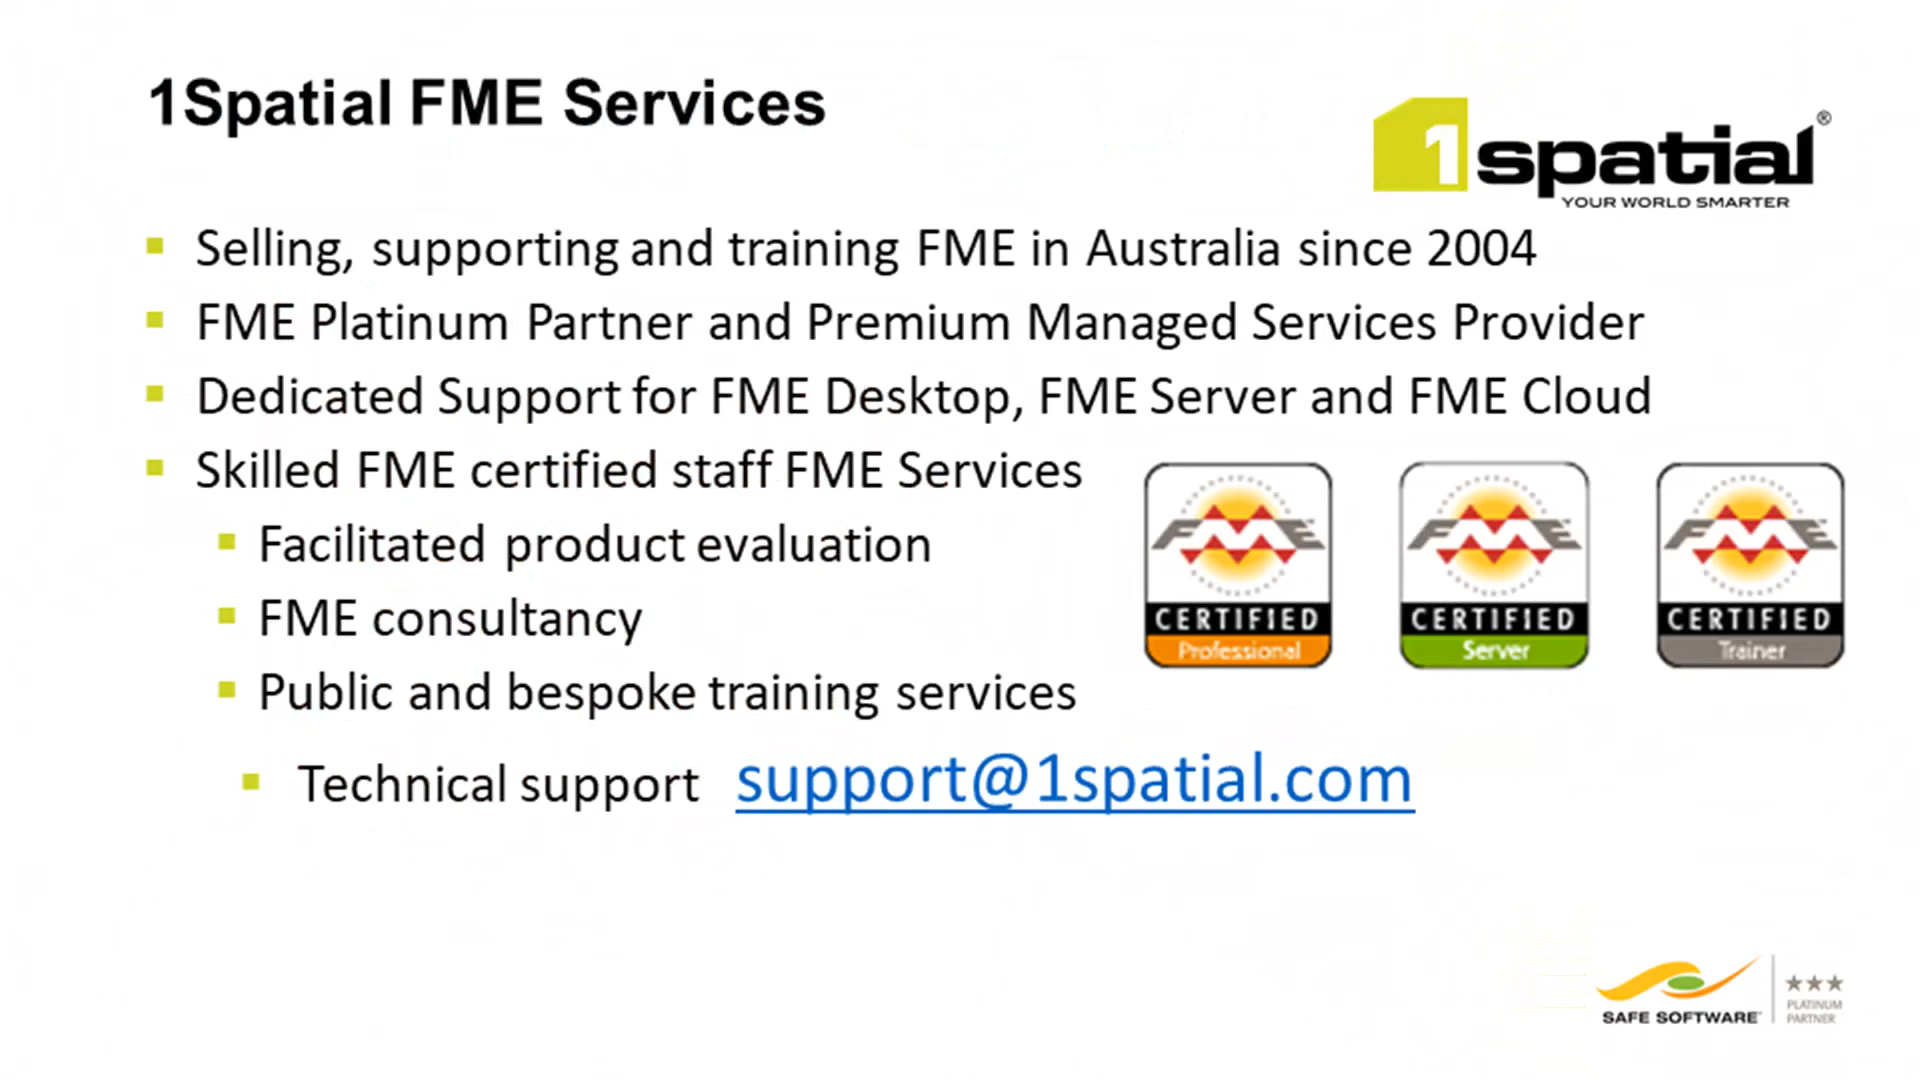 1Spatial FME Services
1spatial®
YOUR WORLD SMARTER
Selling, supporting and training FME in Australia since 2004
FME Platinum Partner and Premium Managed Services Provider
Dedicated Support for FME Desktop, FME Server and FME Cloud
Skilled FME certified staff FME Services
Facilitated product evaluation
FME consultancy
Public and bespoke training services
Technical support support@1spatial.com
FME FME FME
CERTIFIED CERTIFIED CERTIFIED
Professional Server Trainer
SAFE SOFTWARE
PLATINUM
PARTNER